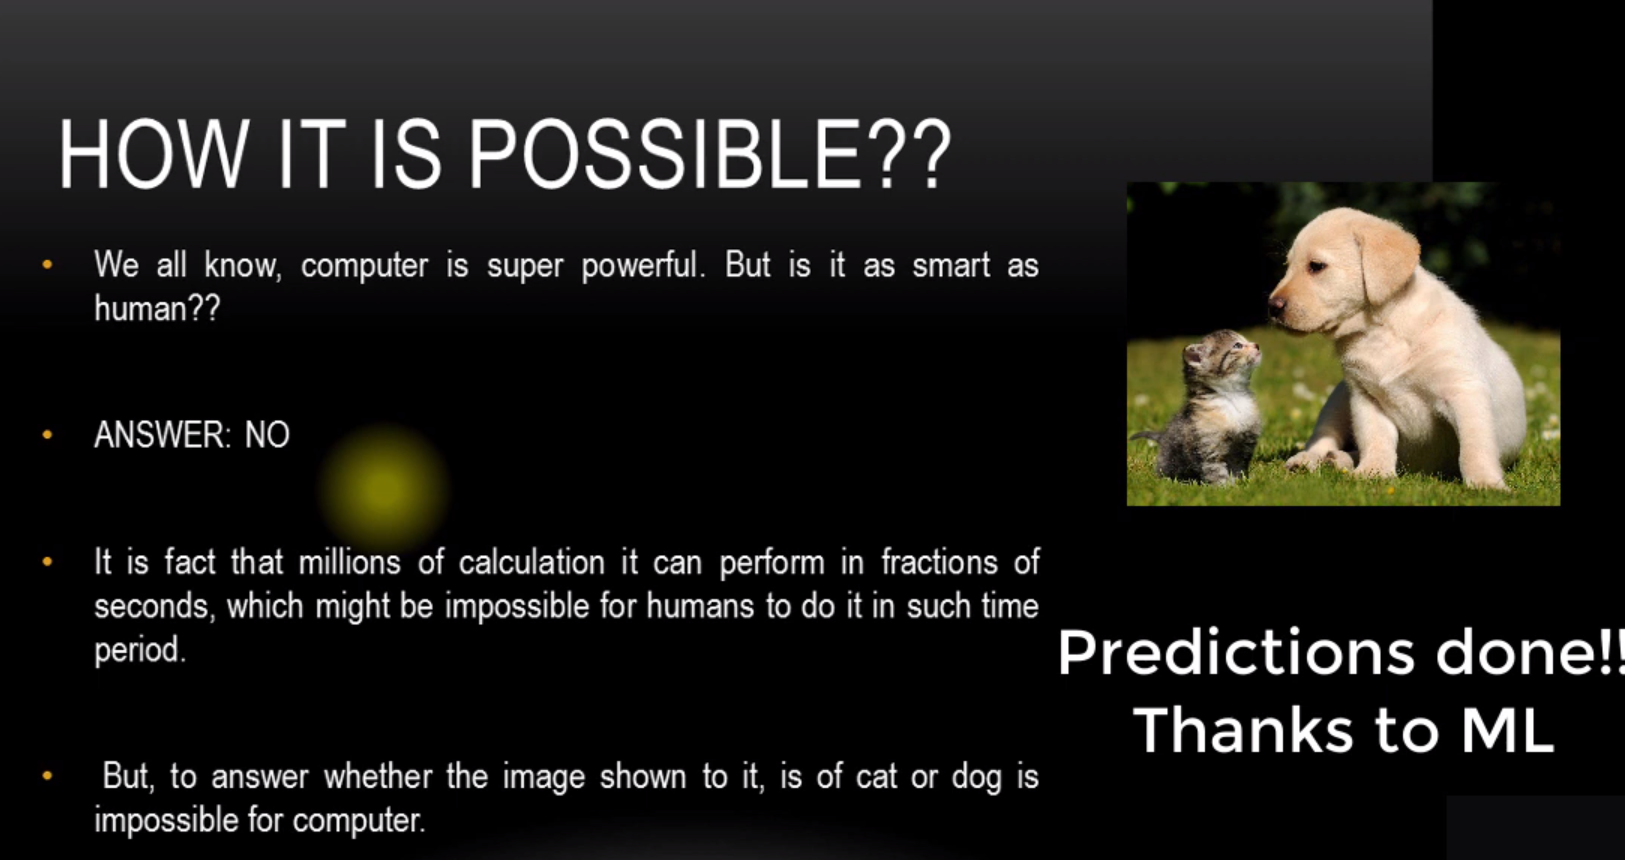 HOW IT IS POSSIBLE??
We all know, computer is super powerful. But is it as smart as
human??
ANSWER: NO
It is fact that millions of calculation it can perform in fractions of
seconds, which might be impossible for humans to do it in such time
period.
But, to answer whether the image shown to it, is of cat or dog is
impossible for computer.
Predictions done!!
Thanks to ML